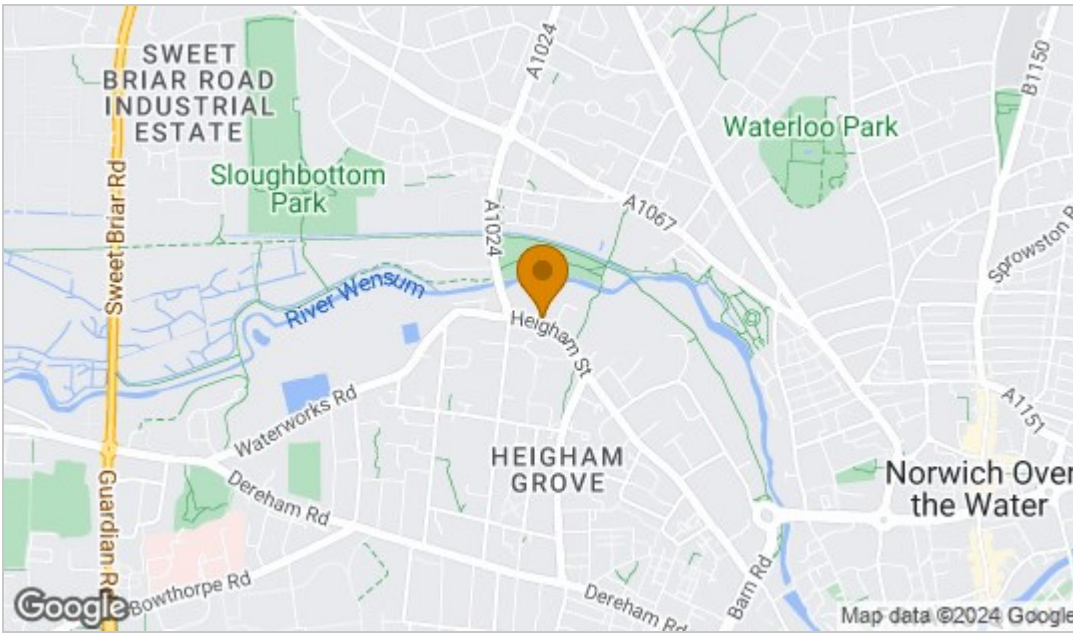 SWEET
BRIAR ROAD
INDUSTRIAL
ESTATE
A1024
B1150
Waterloo Park
Sloughbottom
Park
Sweet Briar Rd
A1024
A1067
Sprowston R
River Wensum
Heigham St
Waterworks Rd
A1151
HEIGHAM
GROVE
Norwich Over
the Water
Dereham Rd
Guardian Rd
Bowthorpe Rd
Dereham Rd
Barn Rd
Google
Map data ©2024 Google